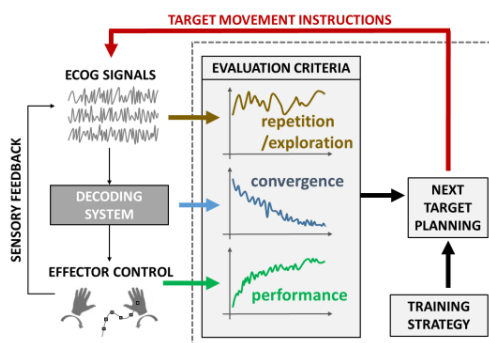 TARGET MOVEMENT INSTRUCTIONS
ECOG SIGNALS
EVALUATION CRITERIA
repetition
/exploration
SENSORY FEEDBACK
convergence
DECODING
SYSTEM
NEXT
TARGET
PLANNING
EFFECTOR CONTROL
performance
TRAINING
STRATEGY